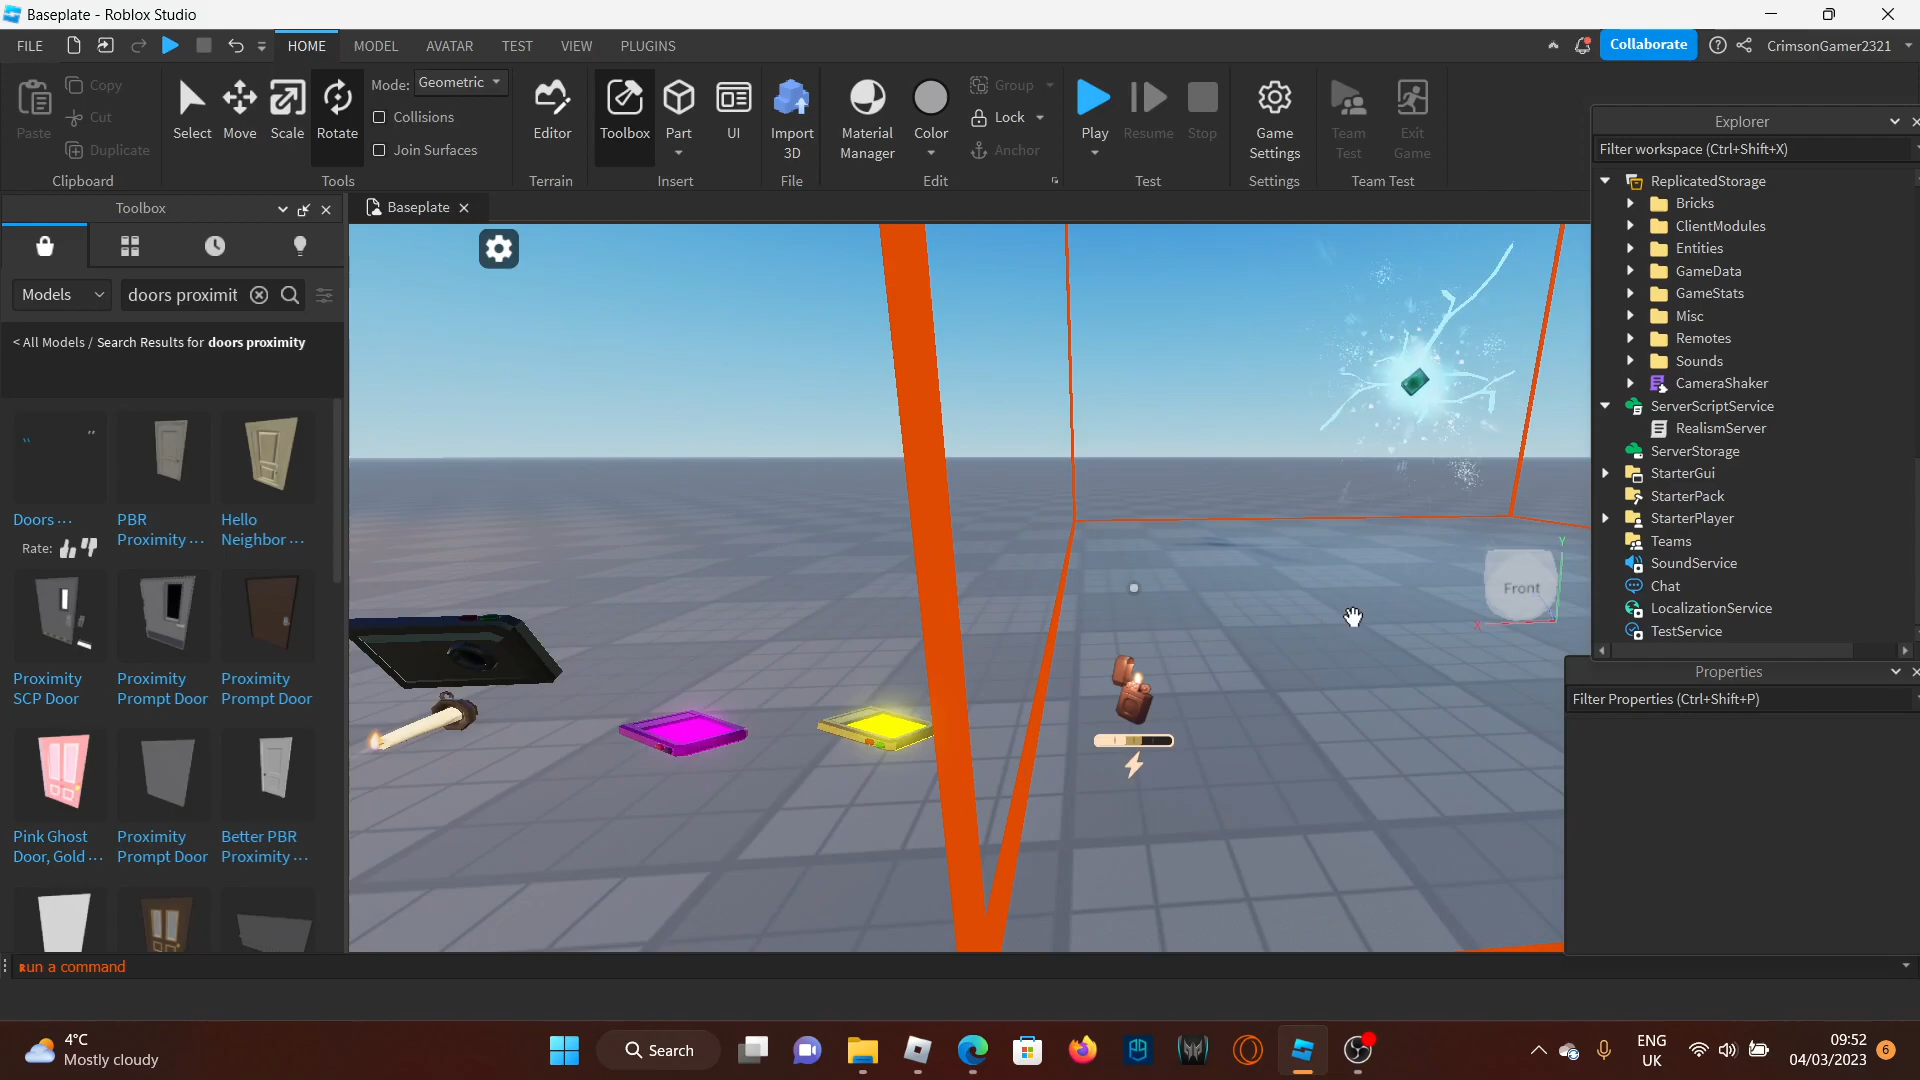 Baseplate - Roblox Studio
FILE
HOME
MODEL
AVATAR
TEST
VIEW
PLUGINS
Collaborate
CrimsonGamer2321
Paste
Copy
Cut
Duplicate
Clipboard
Select
Move
Scale
Rotate
Mode: Geometric
Collisions
Join Surfaces
Tools
Editor
Terrain
Toolbox
Part
UI
Insert
Import
3D
File
Material
Manager
Color
Group
Lock
Anchor
Edit
Play
Resume
Stop
Test
Game
Settings
Settings
Team
Test
Exit
Game
Team Test
Toolbox
Models
doors proximit
< All Models / Search Results for doors proximity
Doors ...
PBR
Proximity ...
Hello
Neighbor ...
Rate:
Proximity
SCP Door
Proximity
Prompt Door
Proximity
Prompt Door
Pink Ghost
Door, Gold ...
Proximity
Prompt Door
Better PBR
Proximity ...
Baseplate
Front
Y
X
Explorer
Filter workspace (Ctrl+Shift+X)
ReplicatedStorage
Bricks
ClientModules
Entities
GameData
GameStats
Misc
Remotes
Sounds
CameraShaker
ServerScriptService
RealismServer
ServerStorage
StarterGui
StarterPack
StarterPlayer
Teams
SoundService
Chat
LocalizationService
TestService
Properties
Filter Properties (Ctrl+Shift+P)
Run a command
4°C
Mostly cloudy
Search
ENG
UK
09:52
04/03/2023
6